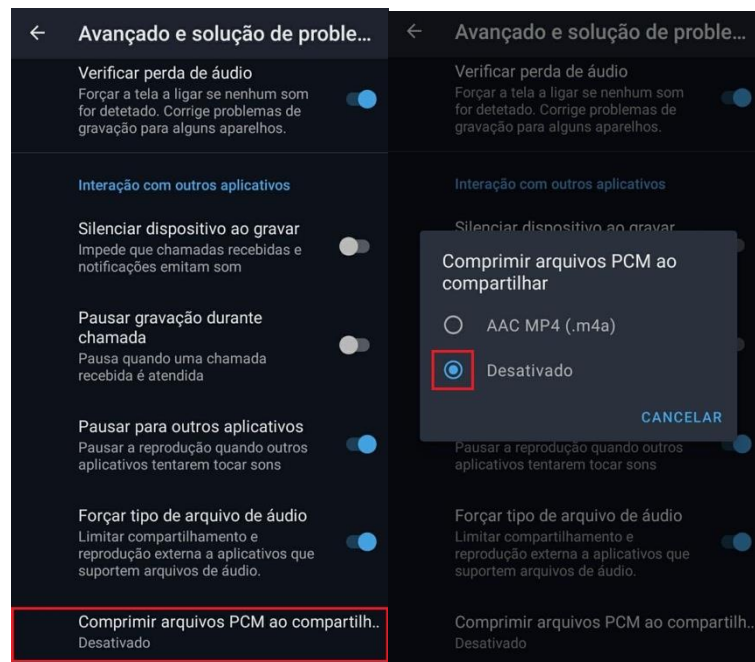 Avançado e solução de proble...
Verificar perda de áudio
Forçar a tela a ligar se nenhum som
for detetado. Corrige problemas de
gravação para alguns aparelhos.
Interação com outros aplicativos
Silenciar dispositivo ao gravar
Impede que chamadas recebidas e
notificações emitam som
Pausar gravação durante
chamada
Pausa quando uma chamada
recebida é atendida
Pausar para outros aplicativos
Pausar a reprodução quando outros
aplicativos tentarem tocar sons
Forçar tipo de arquivo de áudio
Limitar compartilhamento e
reprodução externa a aplicativos que
suportem arquivos de áudio.
Comprimir arquivos PCM ao compartilh..
Desativado
Avançado e solução de proble...
Verificar perda de áudio
Forçar a tela a ligar se nenhum som
for detetado. Corrige problemas de
gravação para alguns aparelhos.
Interação com outros aplicativos
Silenciar dispositivo ao gravar
Comprimir arquivos PCM ao
compartilhar
AAC MP4 (.m4a)
Desativado
CANCELAR
Pausar a reprodução quando outros
aplicativos tentarem tocar sons
Forçar tipo de arquivo de áudio
Limitar compartilhamento e
reprodução externa a aplicativos que
suportem arquivos de áudio.
Comprimir arquivos PCM ao compartilh..
Desativado